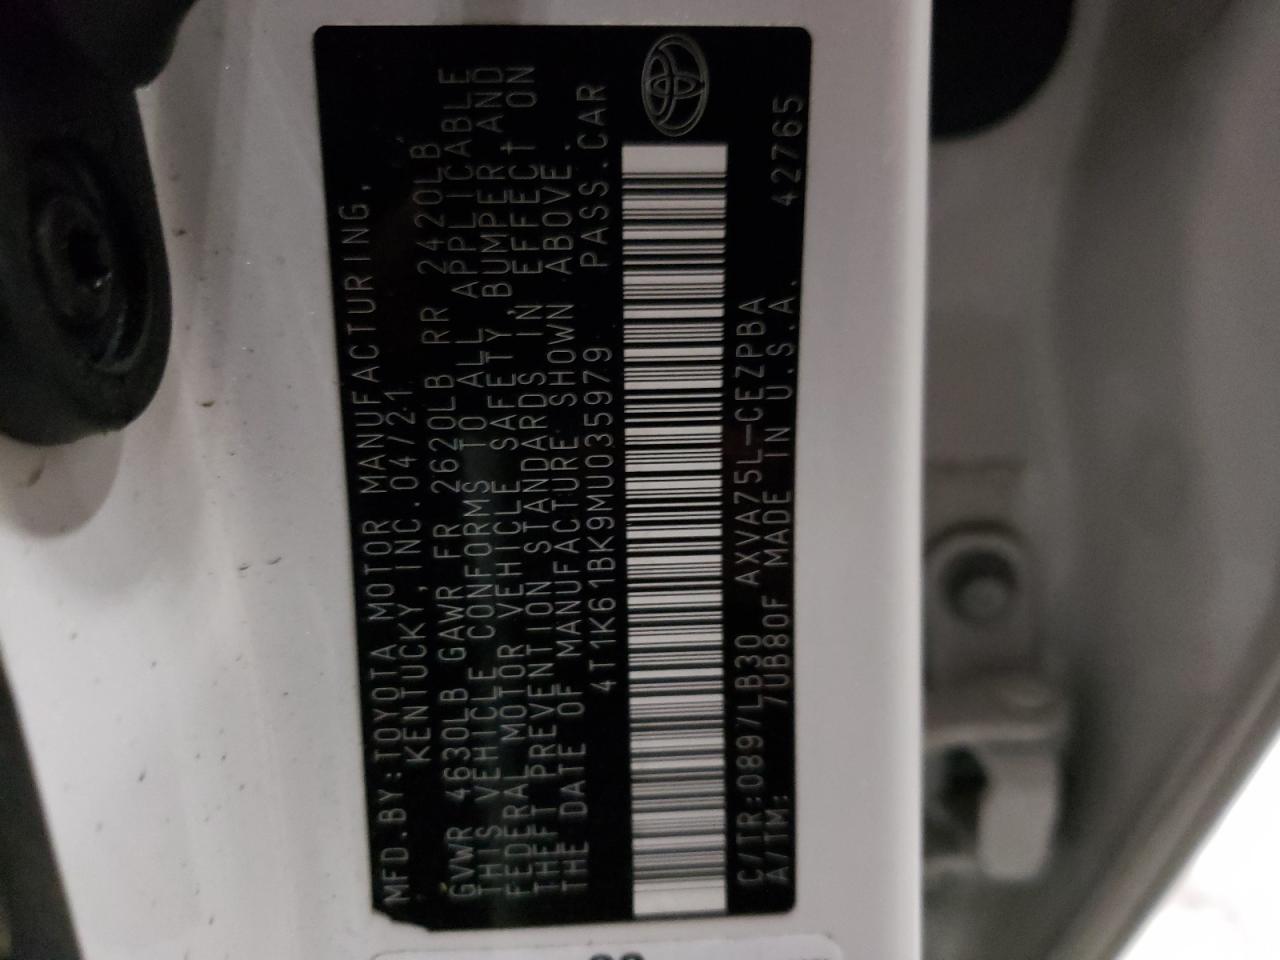 MFD.BY:TOYOTA MOTOR MANUFACTURING,
KENTUCKY,INC.04/21
GVWR 4630LB GAWR FR 2620LB RR 2420LB
THIS VEHICLE CONFORMS TO ALL APPLICABLE
FEDERAL MOTOR VEHICLE SAFETY,BUMPER AND
THEFT PREVENTION STANDARDS IN EFFECT ON
THE DATE OF MANUFACTURE SHOWN ABOVE.
4T1K61BK9MU035979 PASS.CAR
C/TR:089/LB30 AXVA75L-CEZPBA
A/TM: 7UB80F MADE IN U.S.A. 42765